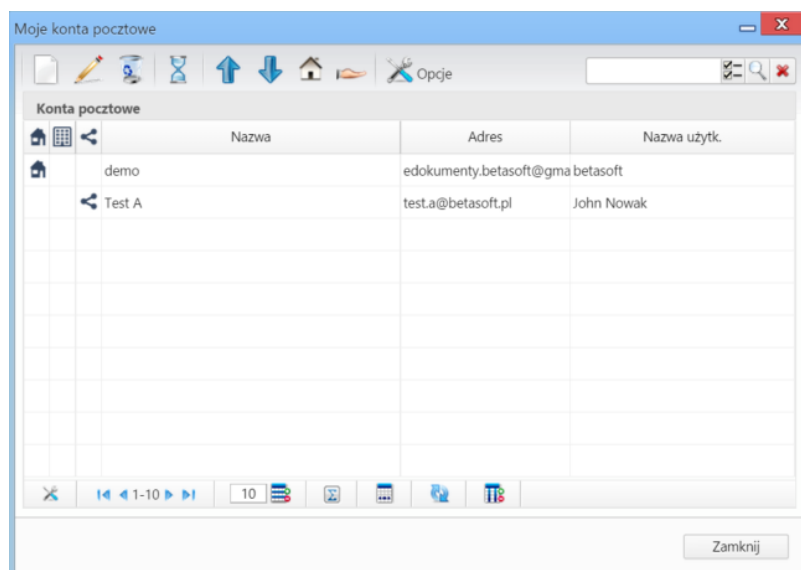 Moje konta pocztowe
Opcje
Konta pocztowe
Nazwa Adres Nazwa użytk.
demo edokumenty.betasoft@gma betasoft
Test A test.a@betasoft.pl John Nowak
1-10 10
Zamknij